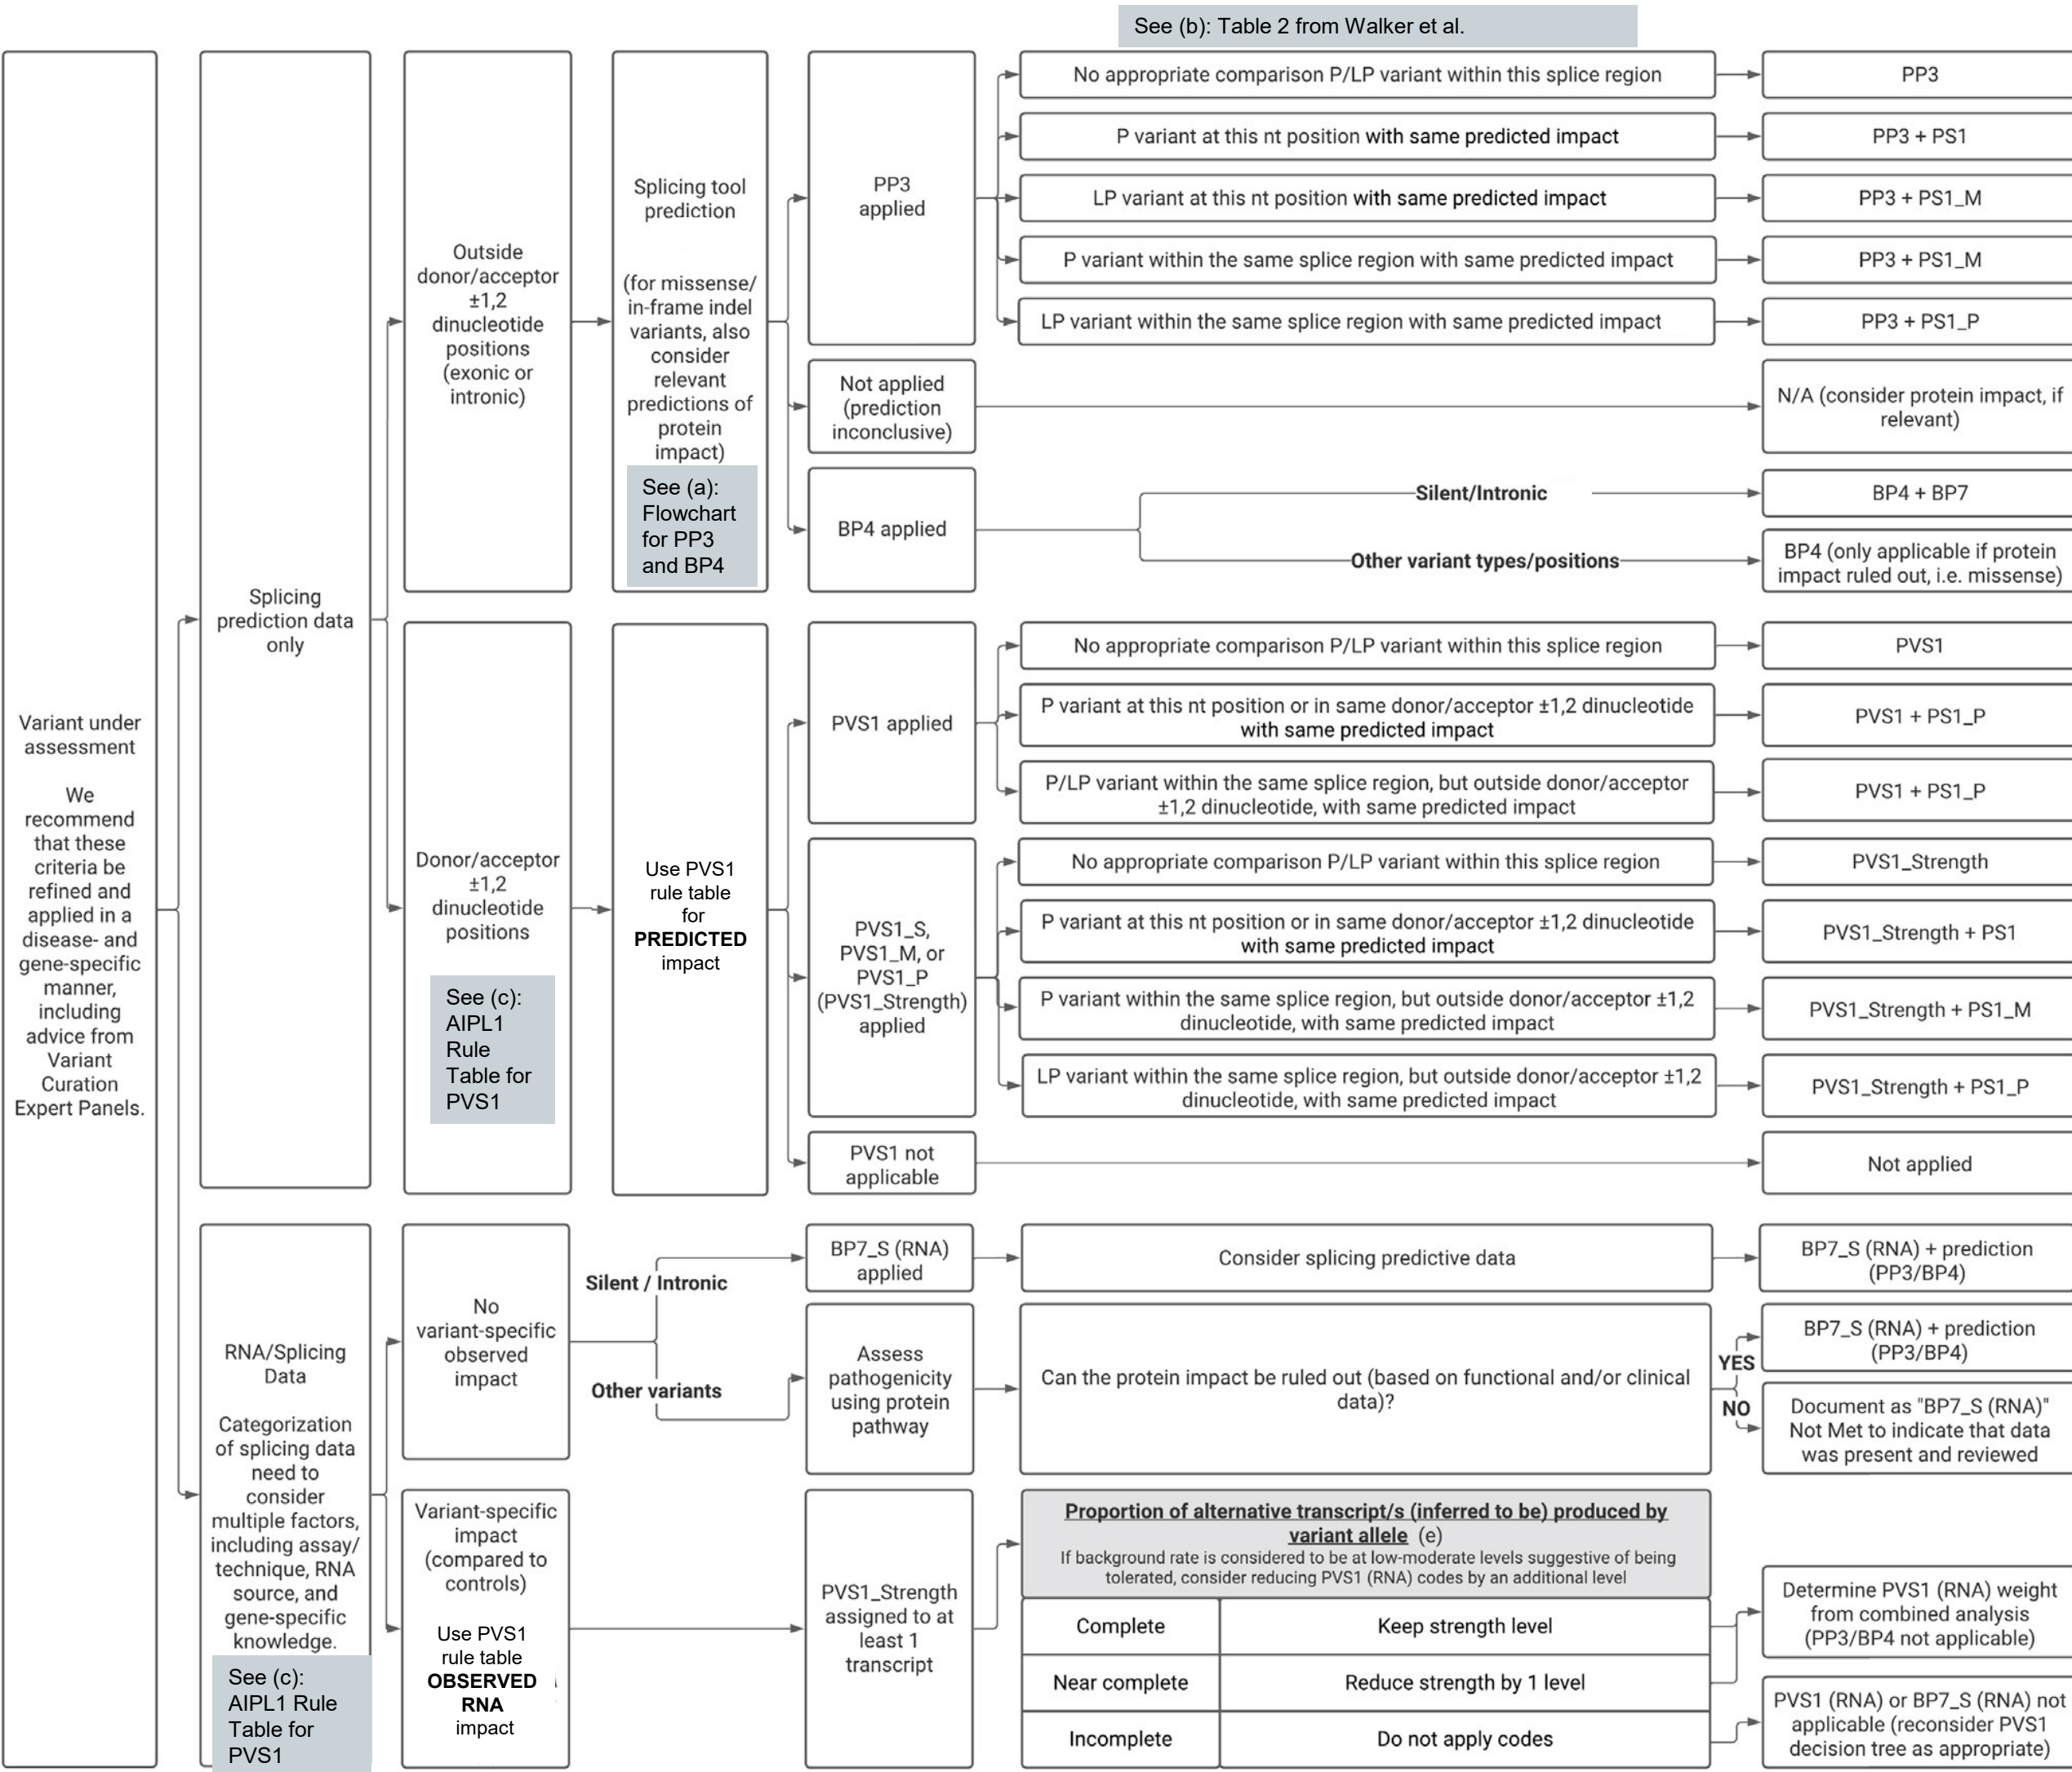 See (b): Table 2 from Walker et al.
Variant under
assessment
We
recommend
that these
criteria be
refined and
applied in a
disease- and
gene-specific
manner,
including
advice from
Variant
Curation
Expert Panels.
Splicing
prediction data
only
Outside
donor/acceptor
±1,2
dinucleotide
positions
(exonic or
intronic)
Splicing tool
prediction
(for missense/
in-frame indel
variants, also
consider
relevant
predictions of
protein
impact)
See (a):
Flowchart
for PP3
and BP4
PP3
applied
No appropriate comparison P/LP variant within this splice region
PP3
P variant at this nt position with same predicted impact
PP3 + PS1
LP variant at this nt position with same predicted impact
PP3 + PS1_M
P variant within the same splice region with same predicted impact
PP3 + PS1_M
LP variant within the same splice region with same predicted impact
PP3 + PS1_P
Not applied
(prediction
inconclusive)
N/A (consider protein impact, if
relevant)
BP4 applied
Silent/Intronic
BP4 + BP7
Other variant types/positions
BP4 (only applicable if protein
impact ruled out, i.e. missense)
Donor/acceptor
±1,2
dinucleotide
positions
See (c):
AIPL1
Rule
Table for
PVS1
Use PVS1
rule table
for
PREDICTED
impact
PVS1 applied
No appropriate comparison P/LP variant within this splice region
PVS1
P variant at this nt position or in same donor/acceptor ±1,2 dinucleotide
with same predicted impact
PVS1 + PS1_P
P/LP variant within the same splice region, but outside donor/acceptor
±1,2 dinucleotide, with same predicted impact
PVS1 + PS1_P
PVS1_S,
PVS1_M, or
PVS1_P
(PVS1_Strength)
applied
No appropriate comparison P/LP variant within this splice region
PVS1_Strength
P variant at this nt position or in same donor/acceptor ±1,2 dinucleotide
with same predicted impact
PVS1_Strength + PS1
P variant within the same splice region, but outside donor/acceptor ±1,2
dinucleotide, with same predicted impact
PVS1_Strength + PS1_M
LP variant within the same splice region, but outside donor/acceptor ±1,2
dinucleotide, with same predicted impact
PVS1_Strength + PS1_P
PVS1 not
applicable
Not applied
RNA/Splicing
Data
Categorization
of splicing data
need to
consider
multiple factors,
including assay/
technique, RNA
source, and
gene-specific
knowledge.
See (c):
AIPL1 Rule
Table for
PVS1
No
variant-specific
observed
impact
Silent / Intronic
BP7_S (RNA)
applied
Consider splicing predictive data
BP7_S (RNA) + prediction
(PP3/BP4)
Other variants
Assess
pathogenicity
using protein
pathway
Can the protein impact be ruled out (based on functional and/or clinical
data)?
YES
BP7_S (RNA) + prediction
(PP3/BP4)
NO
Document as "BP7_S (RNA)"
Not Met to indicate that data
was present and reviewed
Variant-specific
impact
(compared to
controls)
Use PVS1
rule table
OBSERVED
RNA
impact
PVS1_Strength
assigned to at
least 1
transcript
Proportion of alternative transcript/s (inferred to be) produced by
variant allele (e)
If background rate is considered to be at low-moderate levels suggestive of being
tolerated, consider reducing PVS1 (RNA) codes by an additional level
Complete
Keep strength level
Near complete
Reduce strength by 1 level
Incomplete
Do not apply codes
Determine PVS1 (RNA) weight
from combined analysis
(PP3/BP4 not applicable)
PVS1 (RNA) or BP7_S (RNA) not
applicable (reconsider PVS1
decision tree as appropriate)